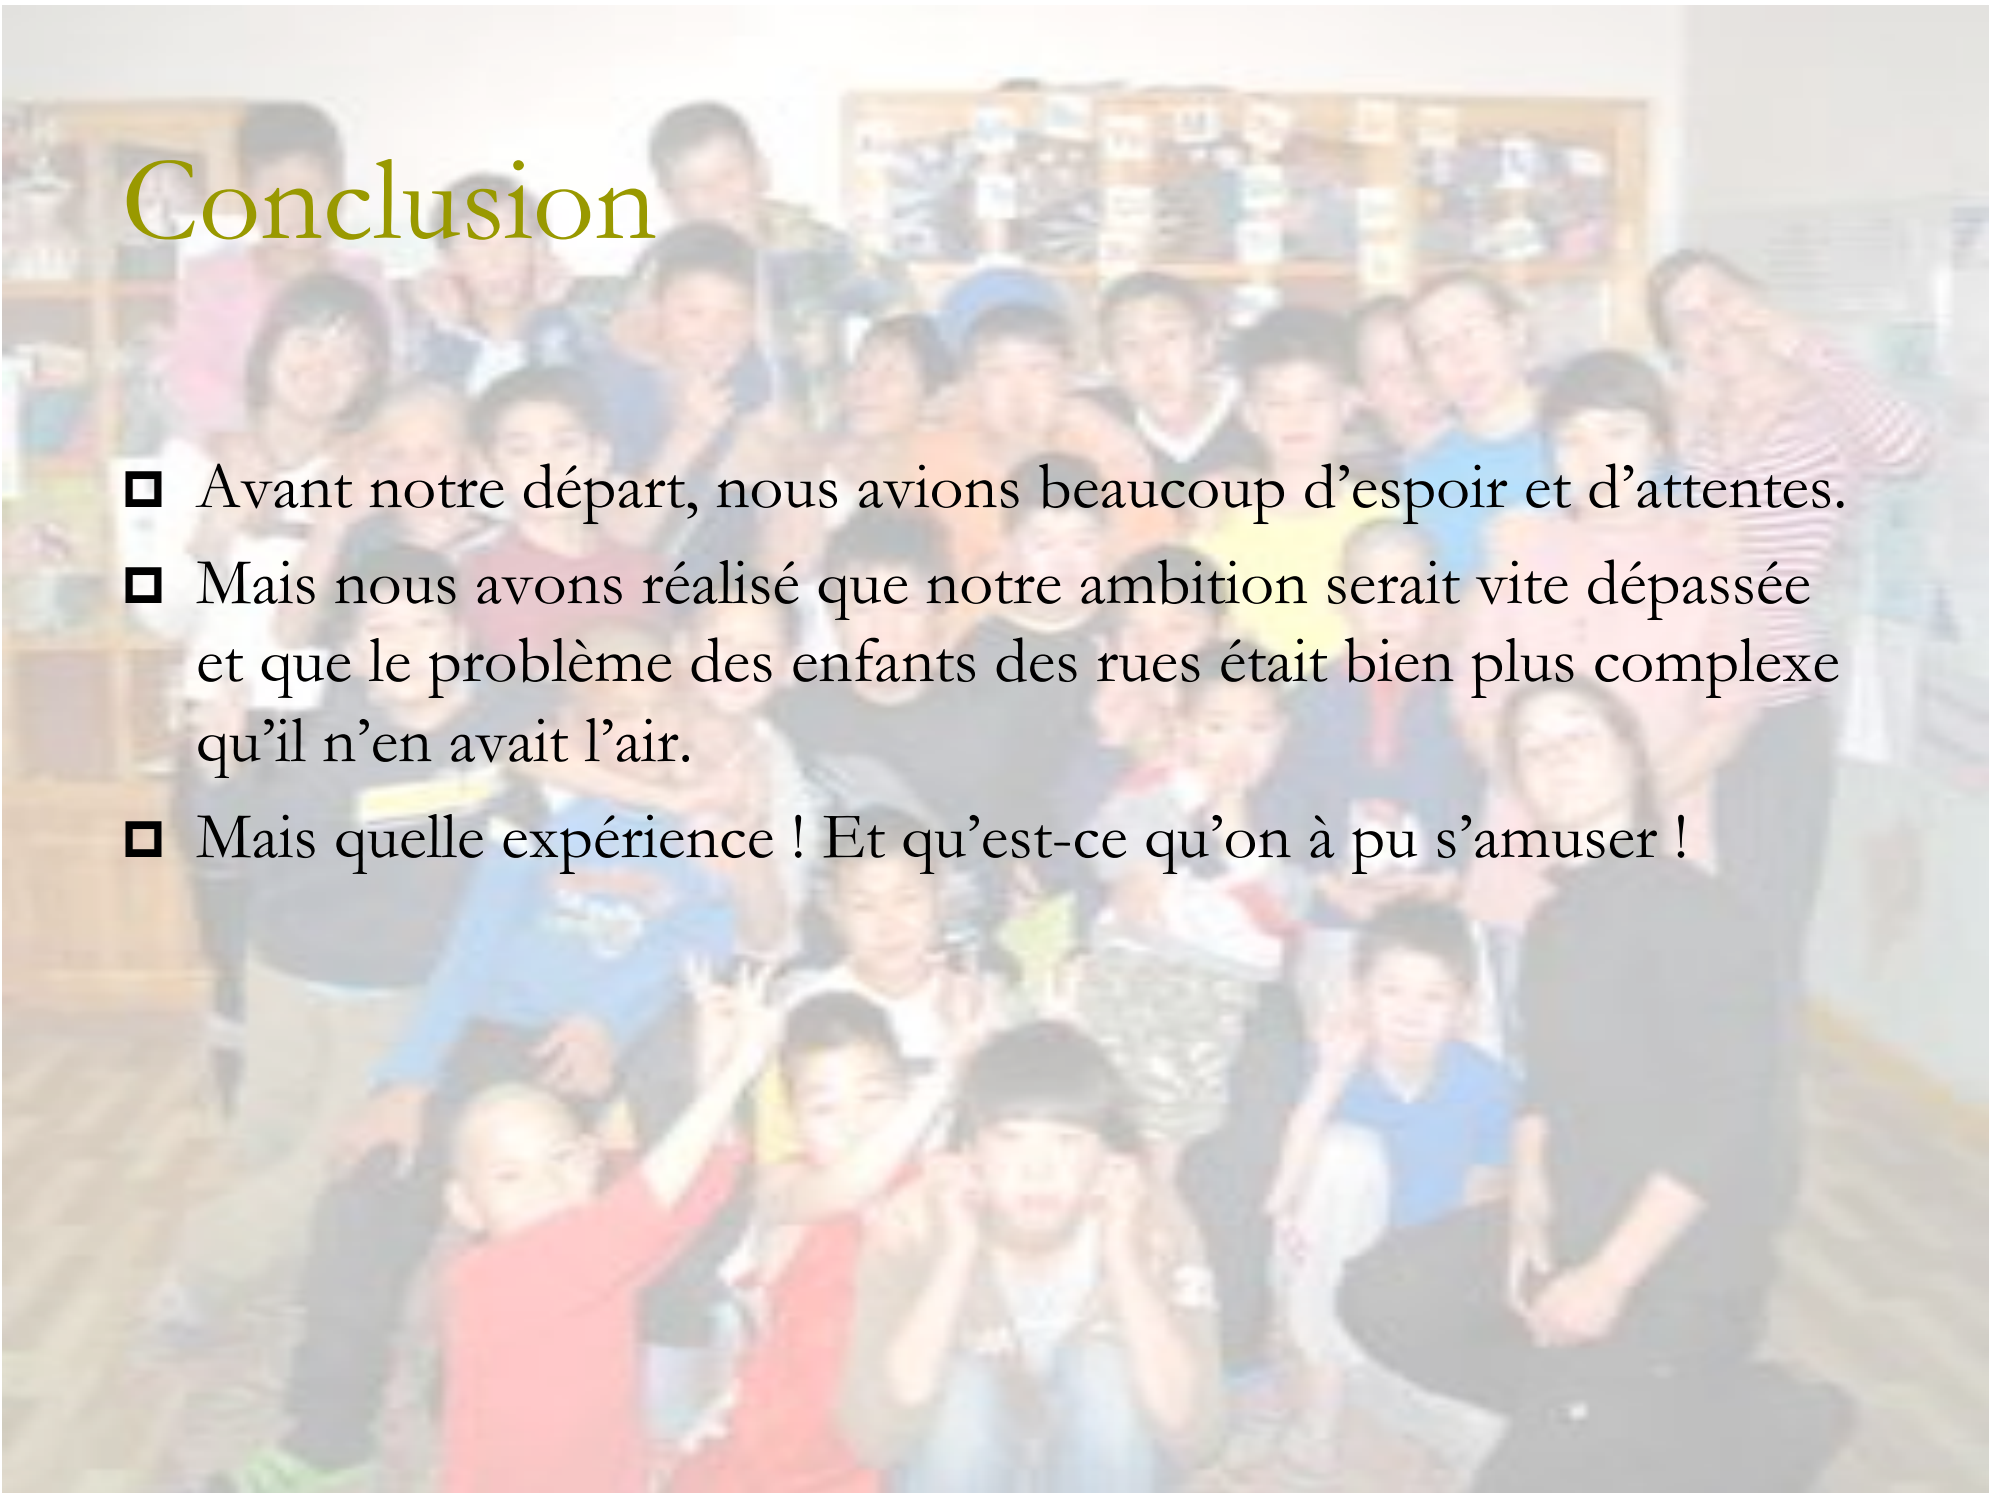 Conclusion
Avant notre départ, nous avions beaucoup d’espoir et d’attentes.
Mais nous avons réalisé que notre ambition serait vite dépassée
et que le problème des enfants des rues était bien plus complexe
qu’il n’en avait l’air.
Mais quelle expérience ! Et qu’est-ce qu’on à pu s’amuser !